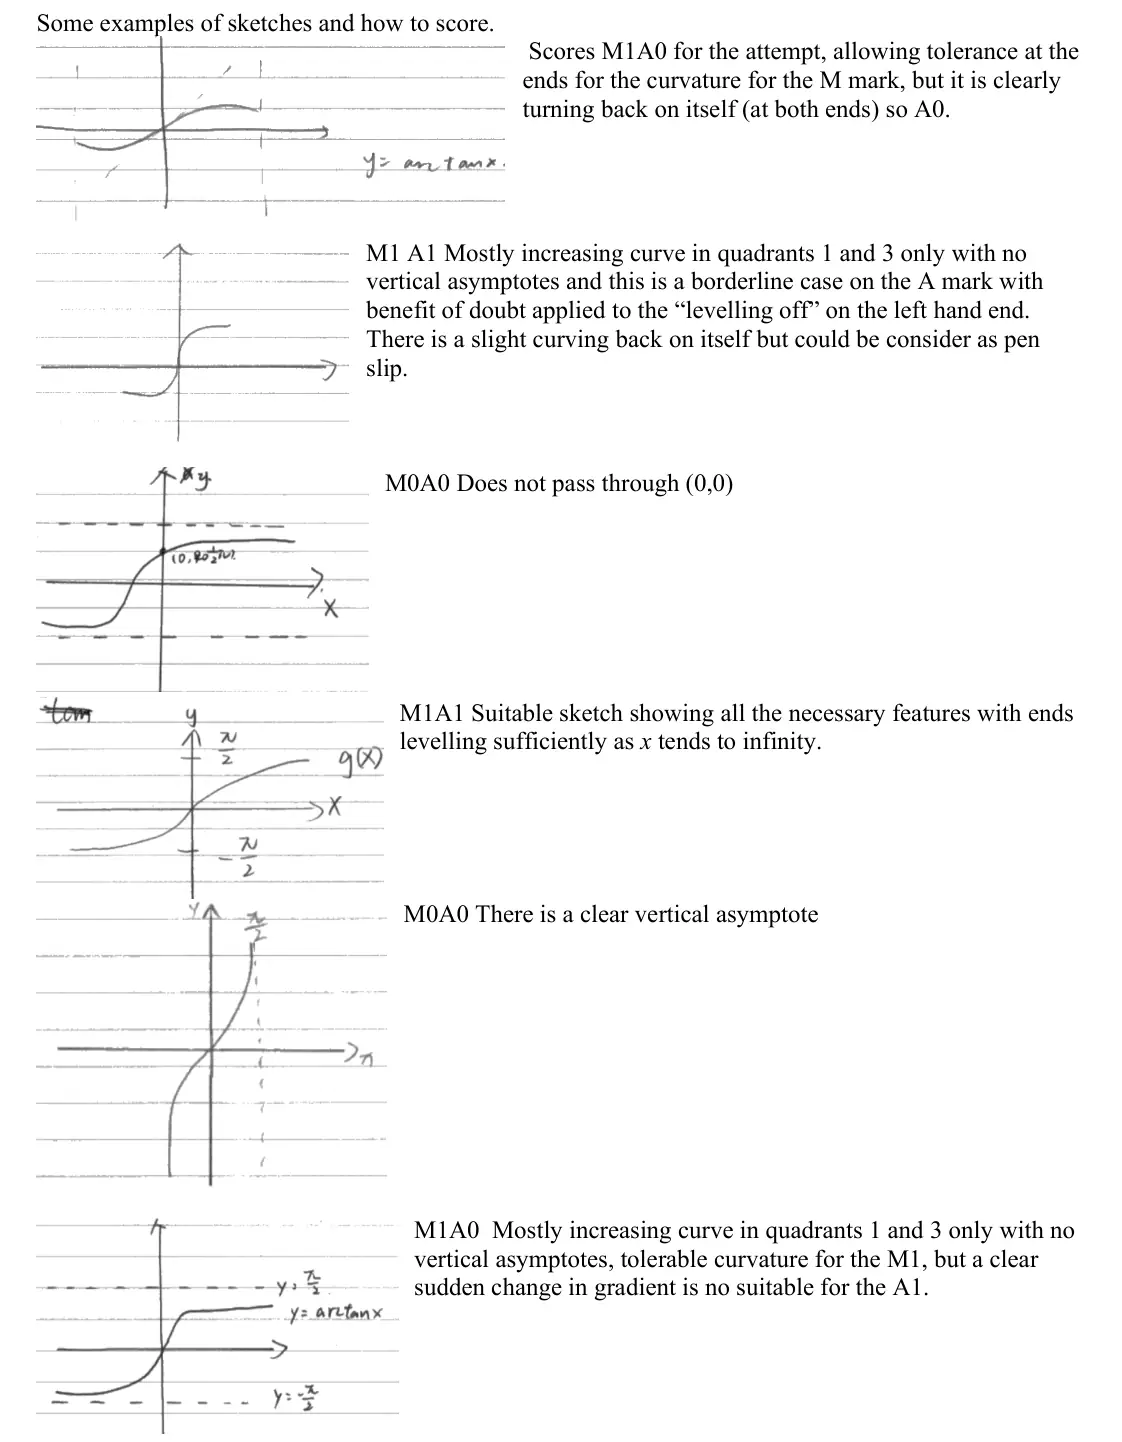 Some examples of sketches and how to score.
Scores M1A0 for the attempt, allowing tolerance at the
ends for the curvature for the M mark, but it is clearly
turning back on itself (at both ends) so A0.
y= arctanx.
M1 A1 Mostly increasing curve in quadrants 1 and 3 only with no
vertical asymptotes and this is a borderline case on the A mark with
benefit of doubt applied to the “levelling off” on the left hand end.
There is a slight curving back on itself but could be consider as pen
slip.
y
M0A0 Does not pass through (0,0)
x
M1A1 Suitable sketch showing all the necessary features with ends
levelling sufficiently as x tends to infinity.
y
π/2
g(x)
x
-π/2
M0A0 There is a clear vertical asymptote
y
π/2
M1A0 Mostly increasing curve in quadrants 1 and 3 only with no
vertical asymptotes, tolerable curvature for the M1, but a clear
sudden change in gradient is no suitable for the A1.
y= π/2
y= arctanx
y=-π/2